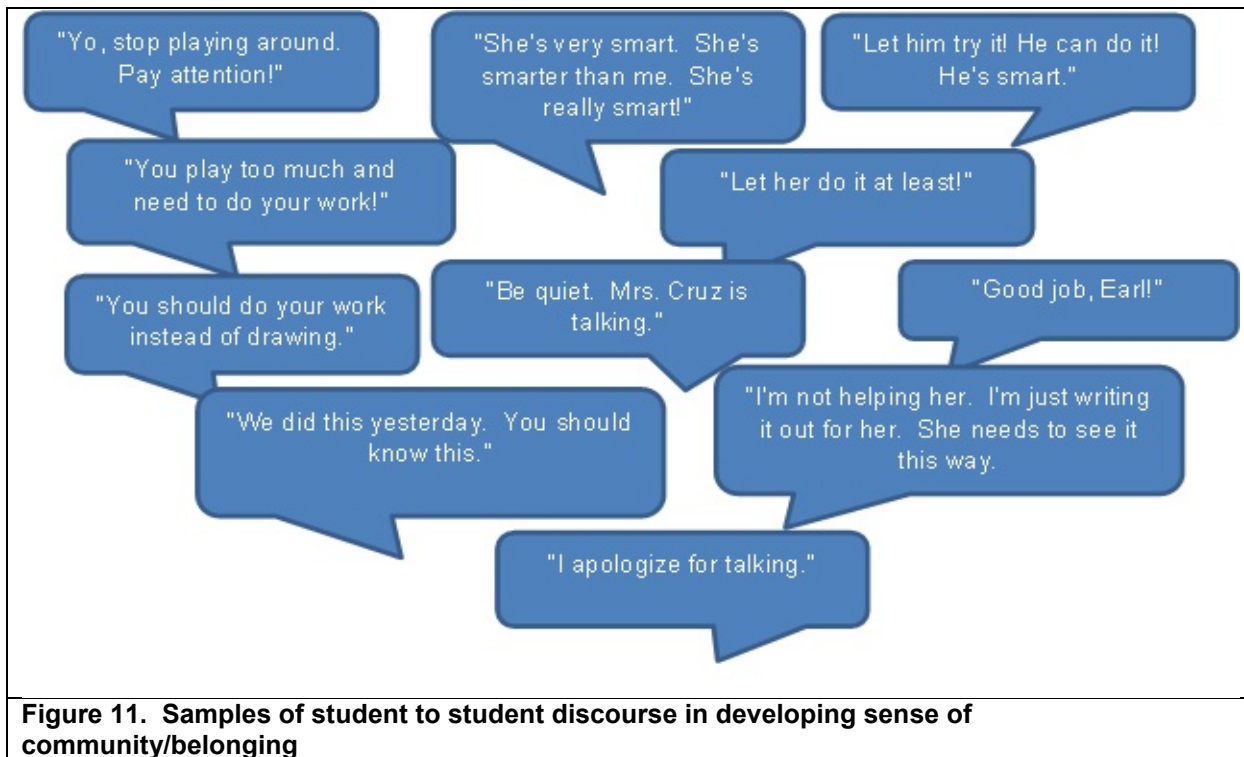 "Yo, stop playing around.
Pay attention!"
"She's very smart. She's
smarter than me. She's
really smart!"
"Let him try it! He can do it!
He's smart."
"You play too much and
need to do your work!"
"Let her do it at least!"
"You should do your work
instead of drawing."
"Be quiet. Mrs. Cruz is
talking."
"Good job, Earl!"
"We did this yesterday. You should
know this."
"I'm not helping her. I'm just writing
it out for her. She needs to see it
this way.
"I apologize for talking."
Figure 11. Samples of student to student discourse in developing sense of
community/belonging